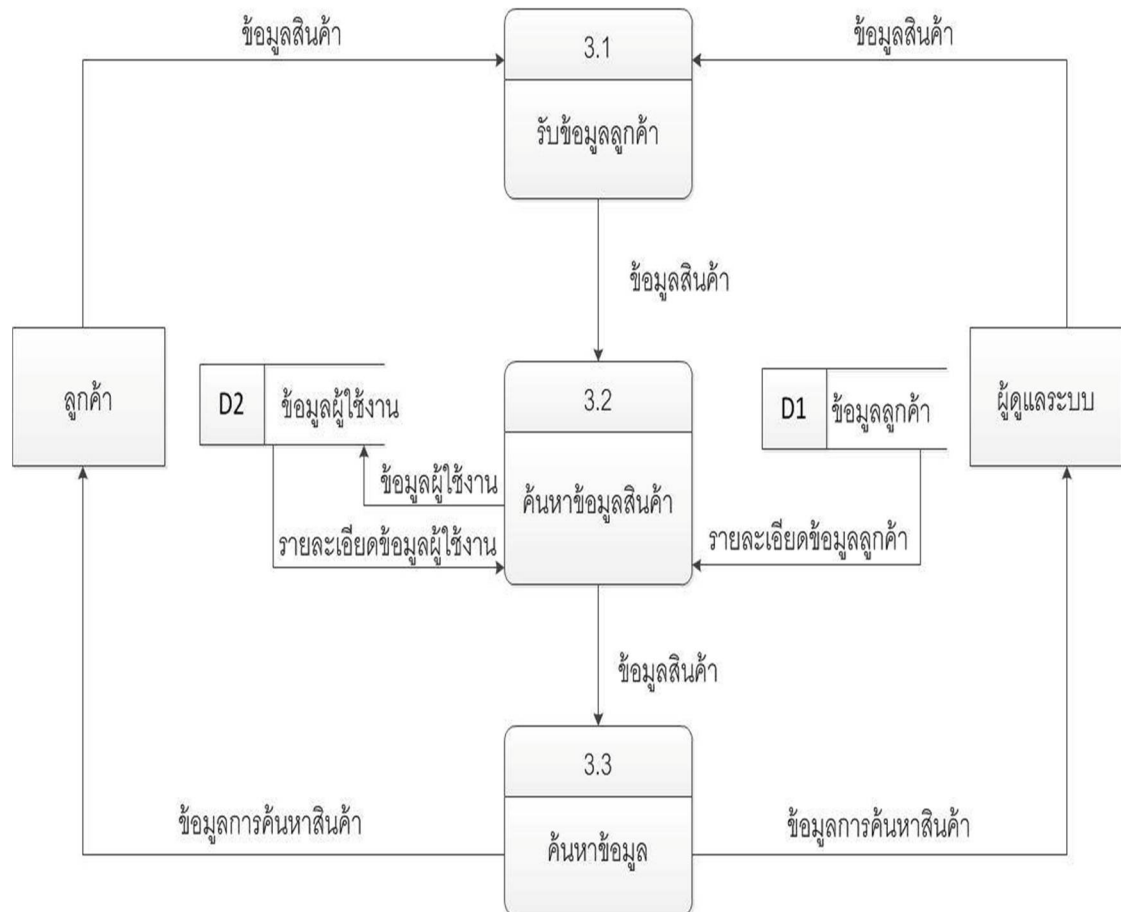 ข้อมูลสินค้า
ข้อมูลสินค้า
3.1
รับข้อมูลลูกค้า
ข้อมูลสินค้า
ลูกค้า
D2
ข้อมูลผู้ใช้งาน
3.2
ค้นหาข้อมูลสินค้า
D1
ข้อมูลลูกค้า
ผู้ดูแลระบบ
ข้อมูลผู้ใช้งาน
รายละเอียดข้อมูลผู้ใช้งาน
รายละเอียดข้อมูลลูกค้า
ข้อมูลสินค้า
3.3
ค้นหาข้อมูล
ข้อมูลการค้นหาสินค้า
ข้อมูลการค้นหาสินค้า